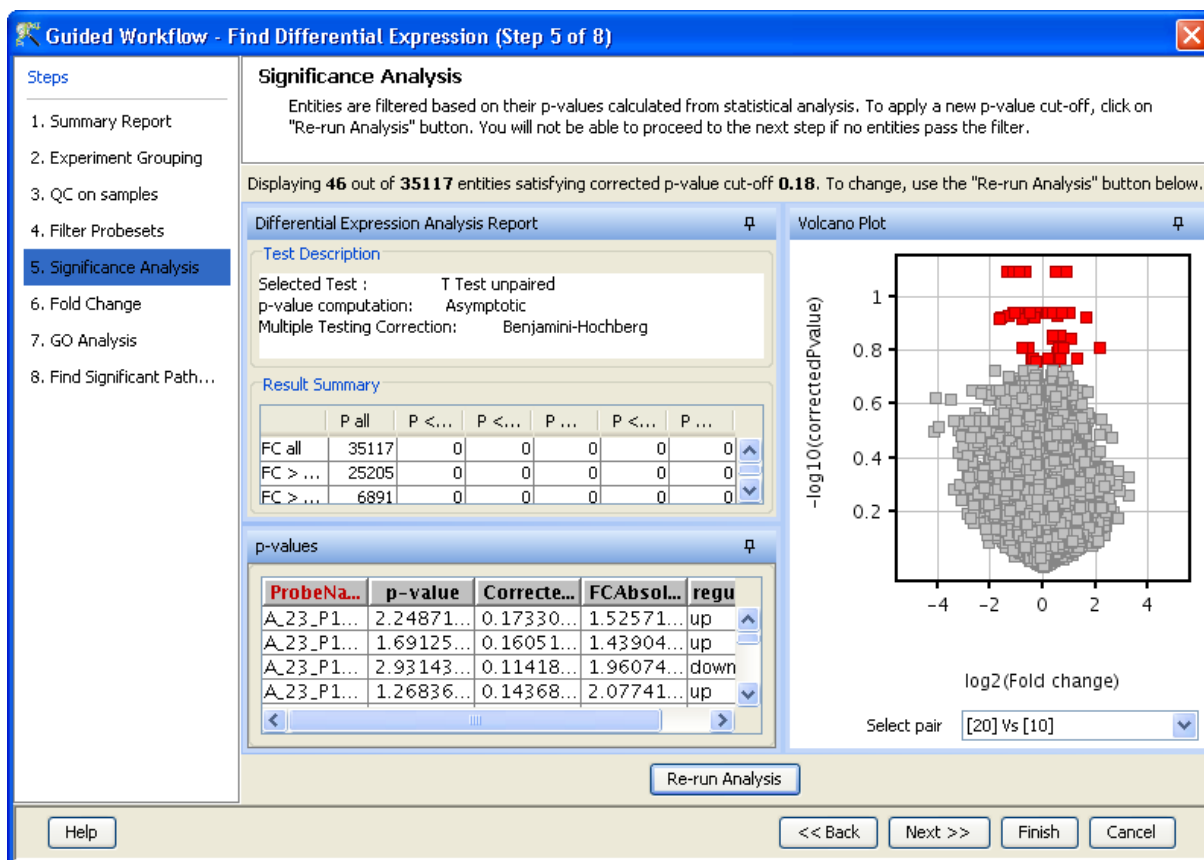 Guided Workflow - Find Differential Expression (Step 5 of 8)
Steps
1. Summary Report
2. Experiment Grouping
3. QC on samples
4. Filter Probesets
5. Significance Analysis
6. Fold Change
7. GO Analysis
8. Find Significant Path...
Significance Analysis
Entities are filtered based on their p-values calculated from statistical analysis. To apply a new p-value cut-off, click on
"Re-run Analysis" button. You will not be able to proceed to the next step if no entities pass the filter.
Displaying 46 out of 35117 entities satisfying corrected p-value cut-off 0.18. To change, use the "Re-run Analysis" button below.
Differential Expression Analysis Report
Test Description
Selected Test : T Test unpaired
p-value computation: Asymptotic
Multiple Testing Correction: Benjamini-Hochberg
Result Summary
P all P <... P <... P ... P <... P ...
FC all 35117 0 0 0 0 0
FC > ... 25205 0 0 0 0 0
FC > ... 6891 0 0 0 0 0
p-values
ProbeNa... p-value Correcte... FCAbsol... regu
A_23_P1... 2.24871... 0.17330... 1.52571... up
A_23_P1... 1.69125... 0.16051... 1.43904... up
A_23_P1... 2.93143... 0.11418... 1.96074... down
A_23_P1... 1.26836... 0.14368... 2.07741... up
Volcano Plot
-log10(correctedPvalue)
1
0.8
0.6
0.4
0.2
-4 -2 0 2 4
log2(Fold change)
Select pair [20] Vs [10]
Re-run Analysis
Help << Back Next >> Finish Cancel